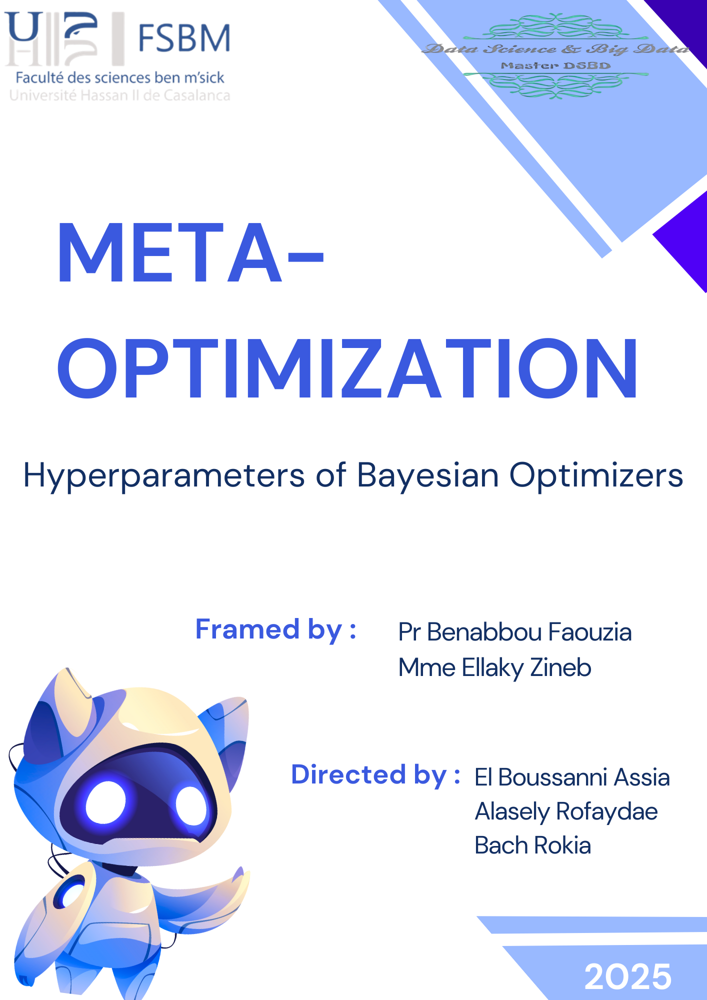 UH2C
FSBM
Faculté des sciences ben m'sick
Université Hassan II de Casalanca
Data Science & Big Data
Master DSBD
META-
OPTIMIZATION
Hyperparameters of Bayesian Optimizers
Framed by :
Pr Benabbou Faouzia
Mme Ellaky Zineb
Directed by :
El Boussanni Assia
Alasely Rofaydae
Bach Rokia
2025